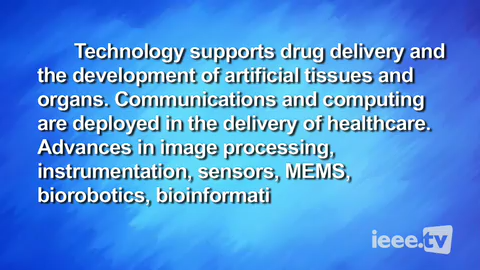 Technology supports drug delivery and
the development of artificial tissues and
organs. Communications and computing
are deployed in the delivery of healthcare.
Advances in image processing,
instrumentation, sensors, MEMS,
biorobotics, bioinformati
ieee.tv